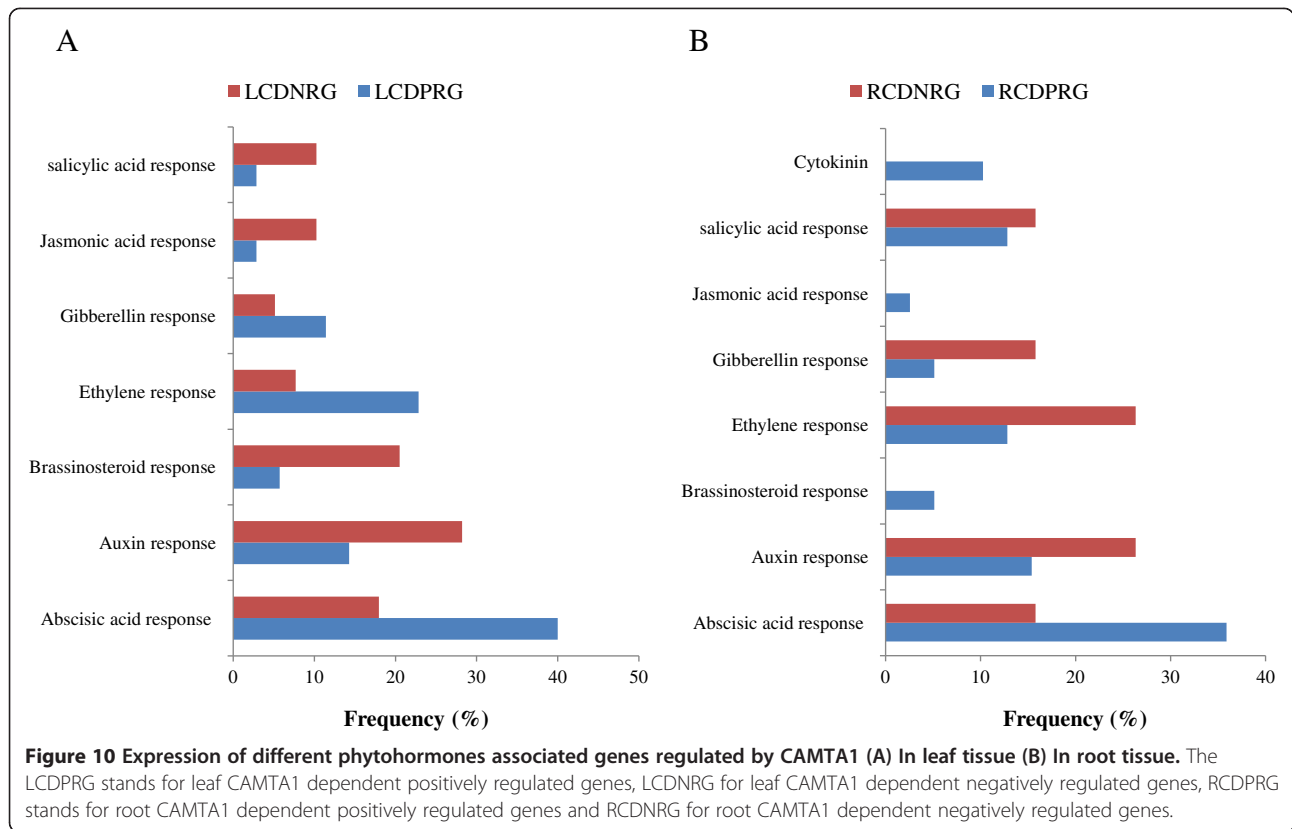 A
LCDNRG LCDPRG
salicylic acid response
Jasmonic acid response
Gibberellin response
Ethylene response
Brassinosteroid response
Auxin response
Abscisic acid response
0 10 20 30 40 50
Frequency (%)
B
RCDNRG RCDPRG
Cytokinin
salicylic acid response
Jasmonic acid response
Gibberellin response
Ethylene response
Brassinosteroid response
Auxin response
Abscisic acid response
0 10 20 30 40
Frequency (%)
Figure 10 Expression of different phytohormones associated genes regulated by CAMTA1 (A) In leaf tissue (B) In root tissue. The
LCDPRG stands for leaf CAMTA1 dependent positively regulated genes, LCDNRG for leaf CAMTA1 dependent negatively regulated genes, RCDPRG
stands for root CAMTA1 dependent positively regulated genes and RCDNRG for root CAMTA1 dependent negatively regulated genes.